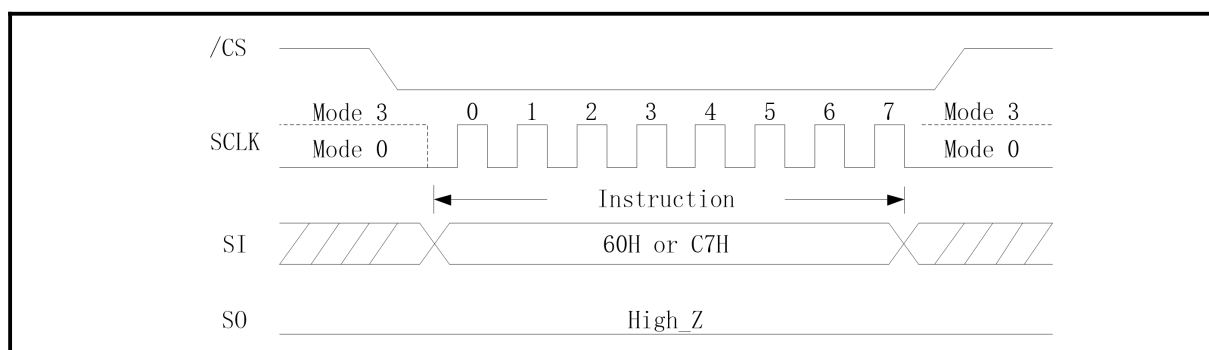 /CS
Mode 3 0 1 2 3 4 5 6 7 Mode 3
SCLK
Mode 0 Mode 0
Instruction
SI 60H or C7H
SO High_Z